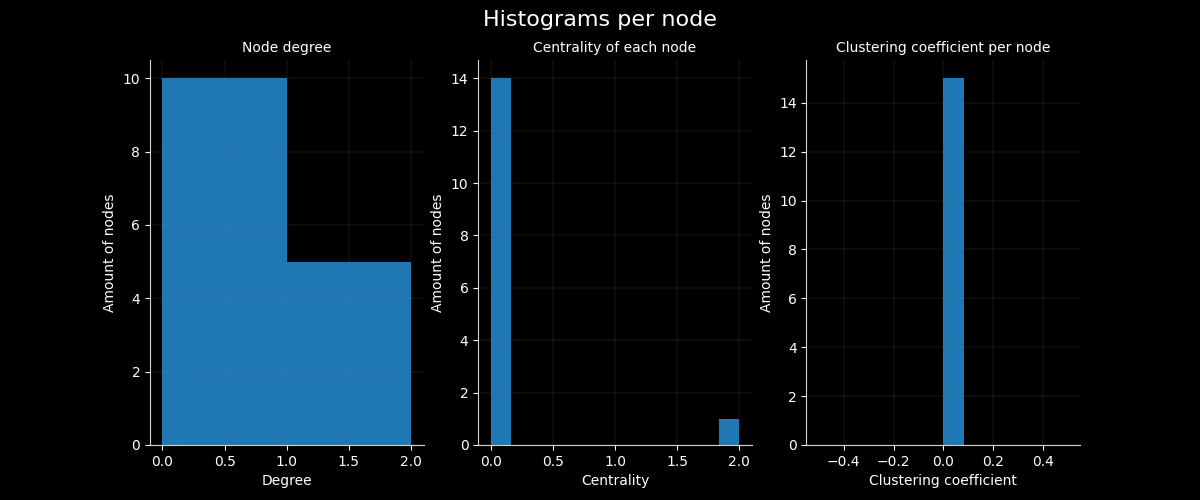 Histograms per node
Node degree
Centrality of each node
Clustering coefficient per node
Amount of nodes
10
8
6
4
2
0
0.0 0.5 1.0 1.5 2.0
Degree
Amount of nodes
14
12
10
8
6
4
2
0
0.0 0.5 1.0 1.5 2.0
Centrality
Amount of nodes
14
12
10
8
6
4
2
0
−0.4 −0.2 0.0 0.2 0.4
Clustering coefficient